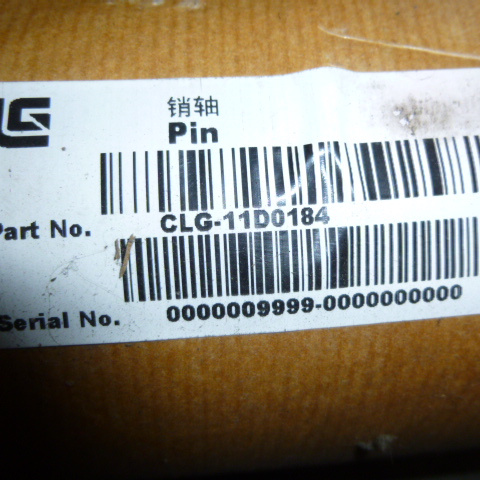 LG
销轴
Pin
Part No. CLG-11D0184
Serial No. 0000009999-0000000000